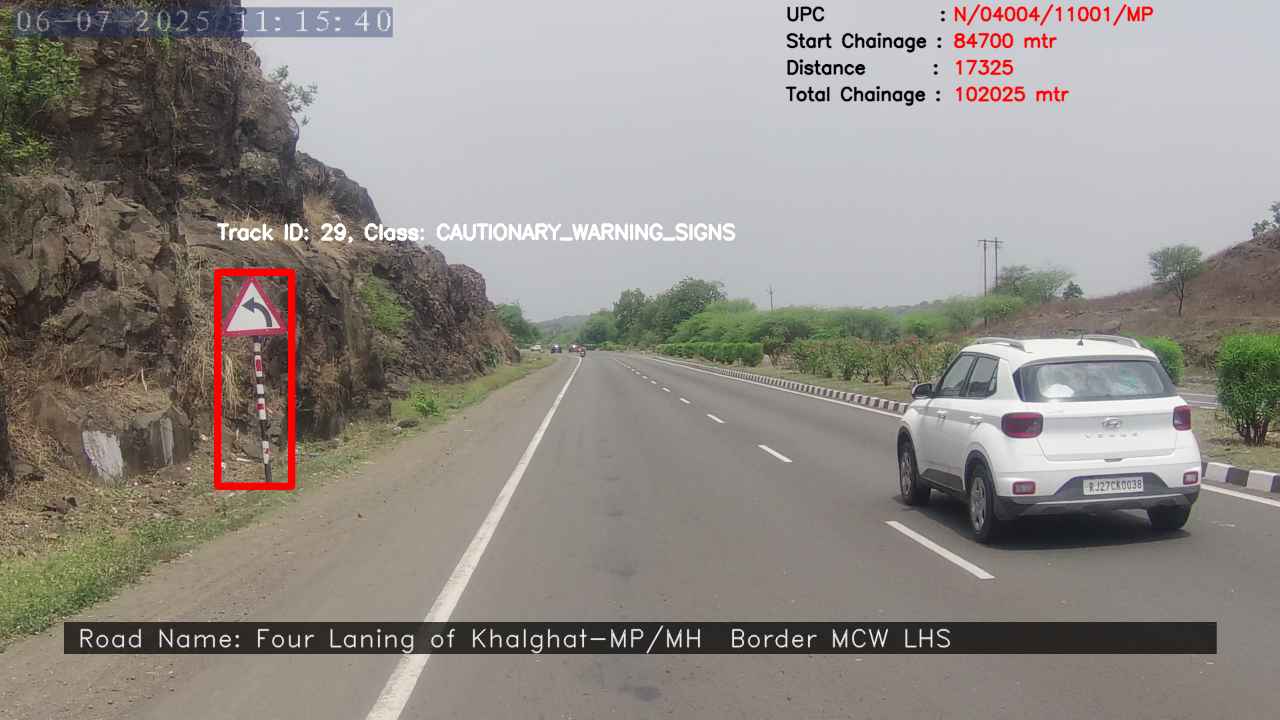 06-07-2025 11:15:40
UPC : N/04004/11001/MP
Start Chainage : 84700 mtr
Distance : 17325
Total Chainage : 102025 mtr
Track ID: 29, Class: CAUTIONARY_WARNING_SIGNS
VENUE
RJ27CK0038
Road Name: Four Laning of Khalghat-MP/MH Border MCW LHS